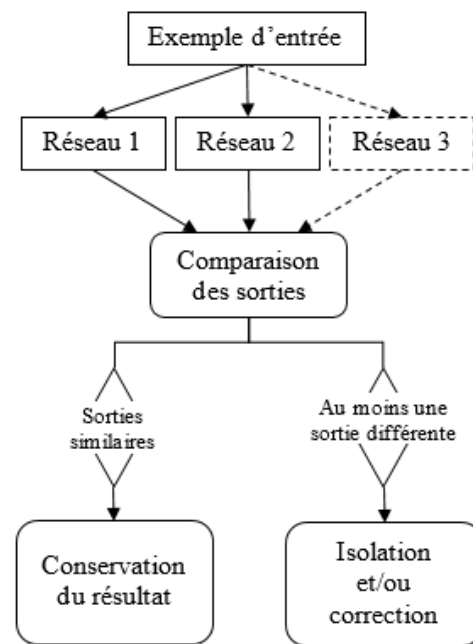 Exemple d'entrée
Réseau 1
Réseau 2
Réseau 3
Comparaison
des sorties
Sorties
similaires
Au moins une
sortie différente
Conservation
du résultat
Isolation
et/ou
correction